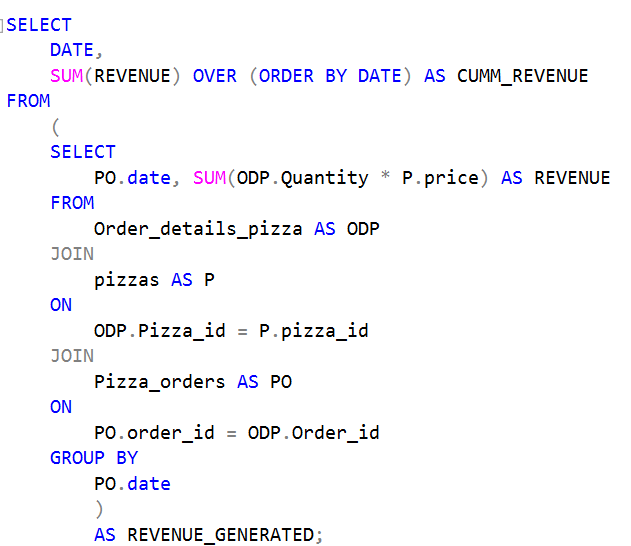 SELECT
DATE,
SUM(REVENUE) OVER (ORDER BY DATE) AS CUMM_REVENUE
FROM
(
SELECT
PO.date, SUM(ODP.Quantity * P.price) AS REVENUE
FROM
Order_details_pizza AS ODP
JOIN
pizzas AS P
ON
ODP.Pizza_id = P.pizza_id
JOIN
Pizza_orders AS PO
ON
PO.order_id = ODP.Order_id
GROUP BY
PO.date
)
AS REVENUE_GENERATED;